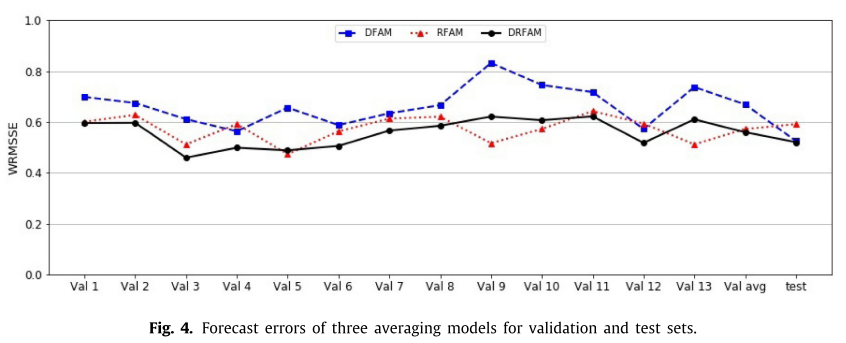 DFAM RFAM DRFAM
WRMSSE
1.0
0.8
0.6
0.4
0.2
0.0
Val 1 Val 2 Val 3 Val 4 Val 5 Val 6 Val 7 Val 8 Val 9 Val 10 Val 11 Val 12 Val 13 Val avg test
Fig. 4. Forecast errors of three averaging models for validation and test sets.